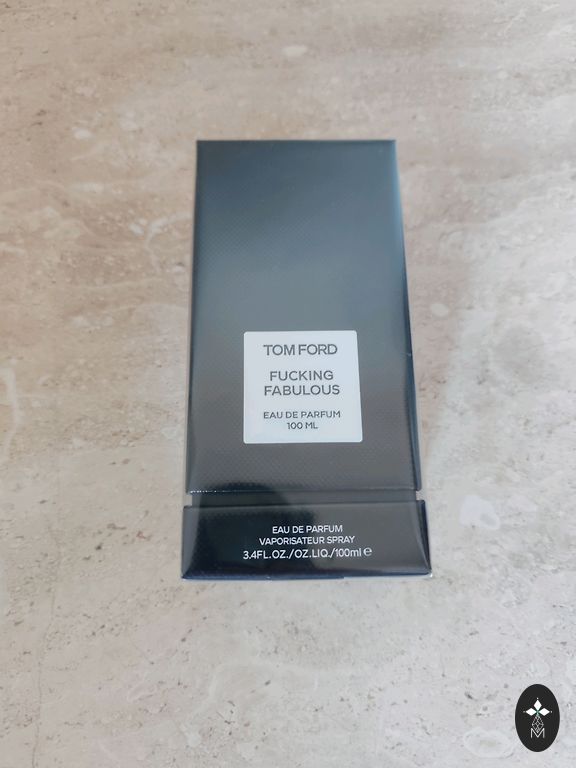 TOM FORD
FUCKING
FABULOUS
EAU DE PARFUM
100 ML
EAU DE PARFUM
VAPORISATEUR SPRAY
3.4FL.OZ./OZ.LIQ./100ml ℮
M